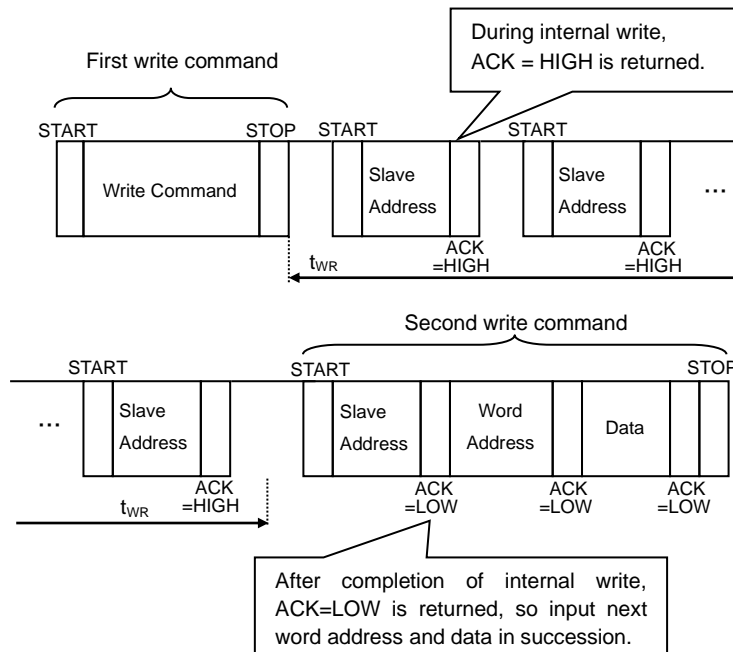 During internal write,
ACK = HIGH is returned.
First write command
START STOP START START
Write Command
Slave
Address
Slave
Address
...
ACK
=HIGH
ACK
=HIGH
tWR
Second write command
START START STOP
...
Slave
Address
Slave
Address
Word
Address
Data
ACK
=HIGH
ACK
=LOW
ACK
=LOW
ACK
=LOW
tWR
After completion of internal write,
ACK=LOW is returned, so input next
word address and data in succession.